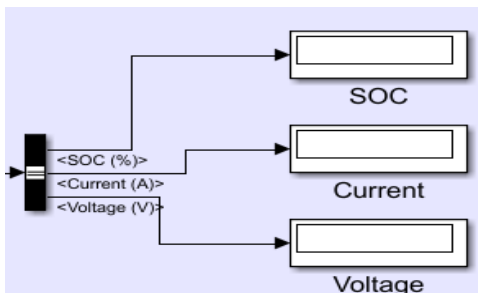 SOC
<SOC (%)>
<Current (A)>
Current
<Voltage (V)>
Voltage